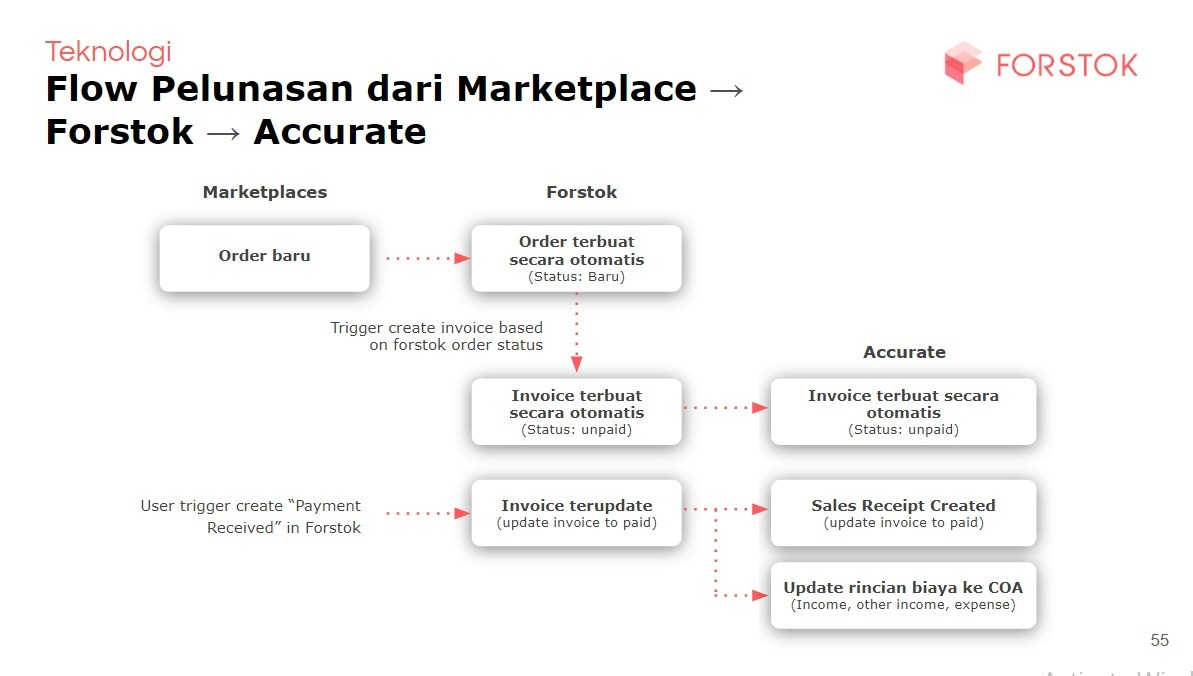 Teknologi
Flow Pelunasan dari Marketplace →
Forstok → Accurate
FORSTOK
Marketplaces
Forstok
Order baru
Order terbuat
secara otomatis
(Status: Baru)
Trigger create invoice based
on forstok order status
Accurate
Invoice terbuat
secara otomatis
(Status: unpaid)
Invoice terbuat secara
otomatis
(Status: unpaid)
User trigger create “Payment
Received” in Forstok
Invoice terupdate
(update invoice to paid)
Sales Receipt Created
(update invoice to paid)
Update rincian biaya ke COA
(Income, other income, expense)
55